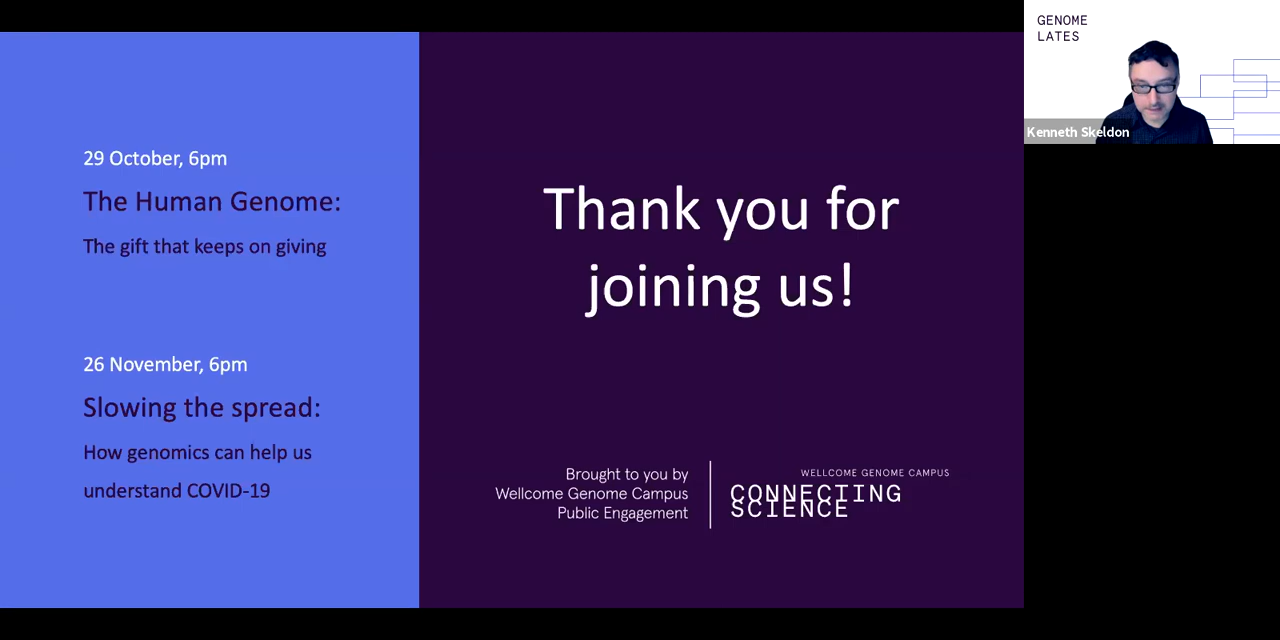 29 October, 6pm
The Human Genome:
The gift that keeps on giving
26 November, 6pm
Slowing the spread:
How genomics can help us
understand COVID-19
Thank you for
joining us!
Brought to you by
Wellcome Genome Campus
Public Engagement
WELLCOME GENOME CAMPUS
CONNECTING
SCIENCE
GENOME
LATES
Kenneth Skeldon